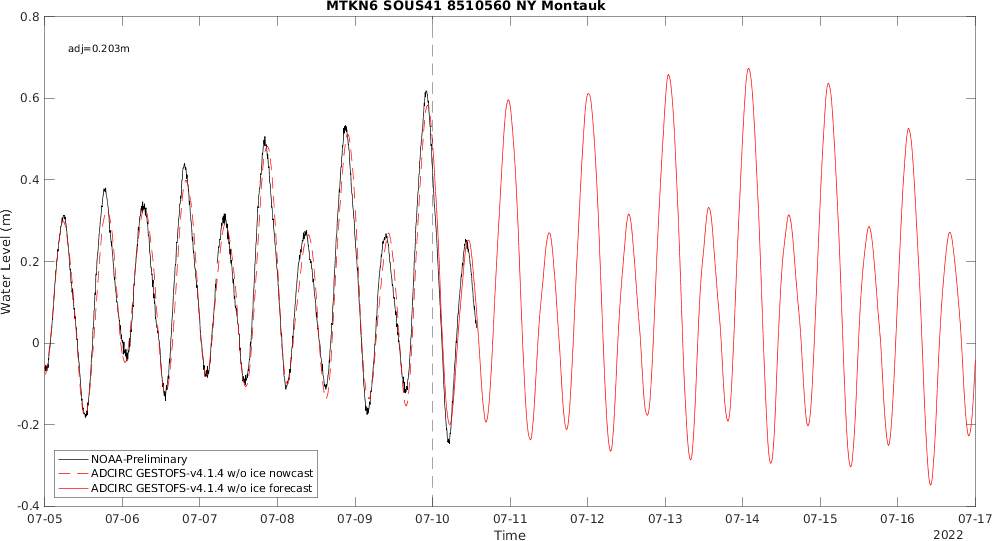 MTKN6 SOUS41 8510560 NY Montauk
adj=0.203m
0.8
0.6
0.4
0.2
0
-0.2
-0.4
Water Level (m)
NOAA-Preliminary
ADCIRC GESTOFS-v4.1.4 w/o ice nowcast
ADCIRC GESTOFS-v4.1.4 w/o ice forecast
07-05 07-06 07-07 07-08 07-09 07-10 07-11 07-12 07-13 07-14 07-15 07-16 07-17
Time
2022